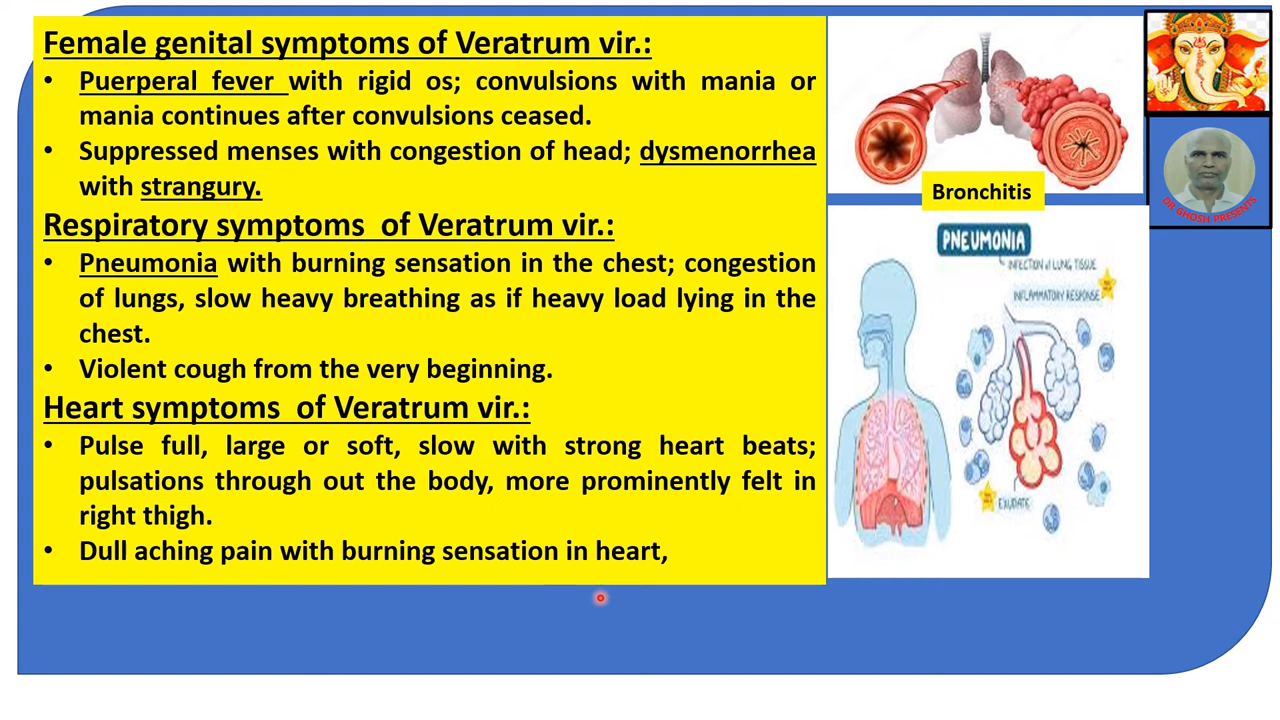 Female genital symptoms of Veratrum vir.:
• Puerperal fever with rigid os; convulsions with mania or
mania continues after convulsions ceased.
• Suppressed menses with congestion of head; dysmenorrhea
with strangury.
Respiratory symptoms of Veratrum vir.:
• Pneumonia with burning sensation in the chest; congestion
of lungs, slow heavy breathing as if heavy load lying in the
chest.
• Violent cough from the very beginning.
Heart symptoms of Veratrum vir.:
• Pulse full, large or soft, slow with strong heart beats;
pulsations through out the body, more prominently felt in
right thigh.
• Dull aching pain with burning sensation in heart,
Bronchitis
PNEUMONIA
INFECTION of LUNG TISSUE
INFLAMMATORY RESPONSE
EXUDATE
DR GHOSH PRESENTS